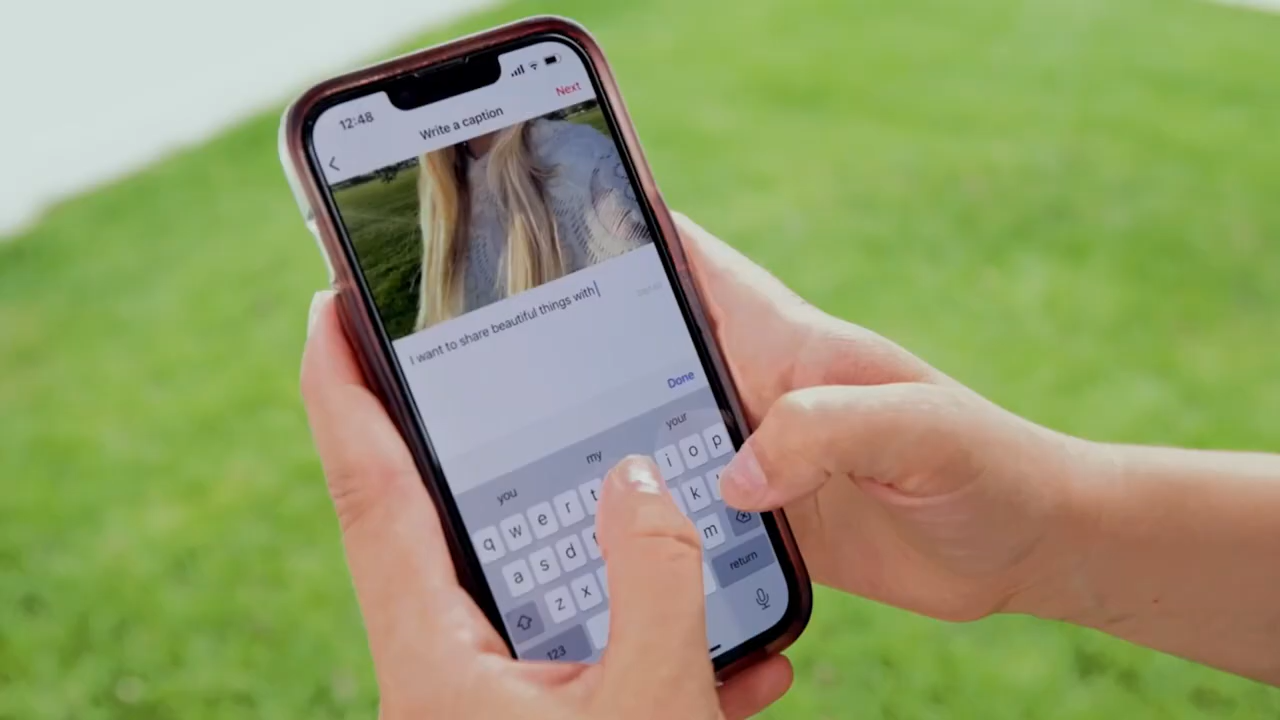 12:48
Next
Write a caption
I want to share beautiful things with
Done
you my your
q w e r t i o p
a s d f k l
z x m
123 return